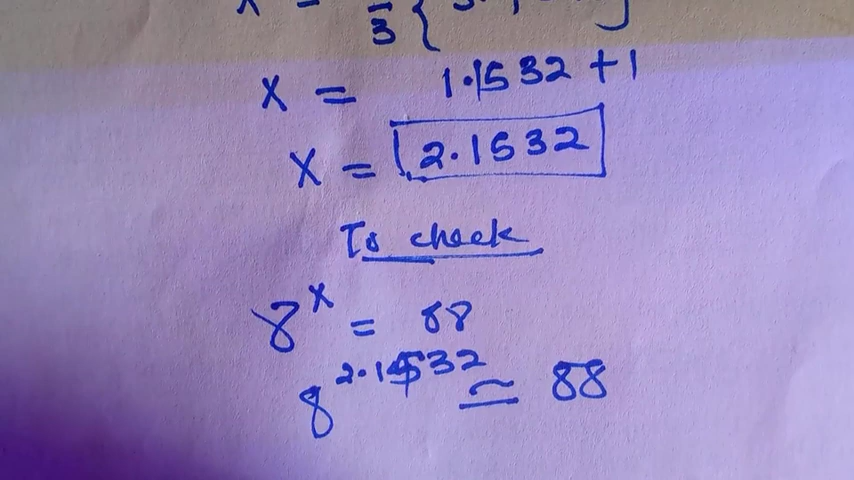 x = 1.1532 + 1
x = 2.1532
To check
8^x = 88
8^2.1532 ≃ 88